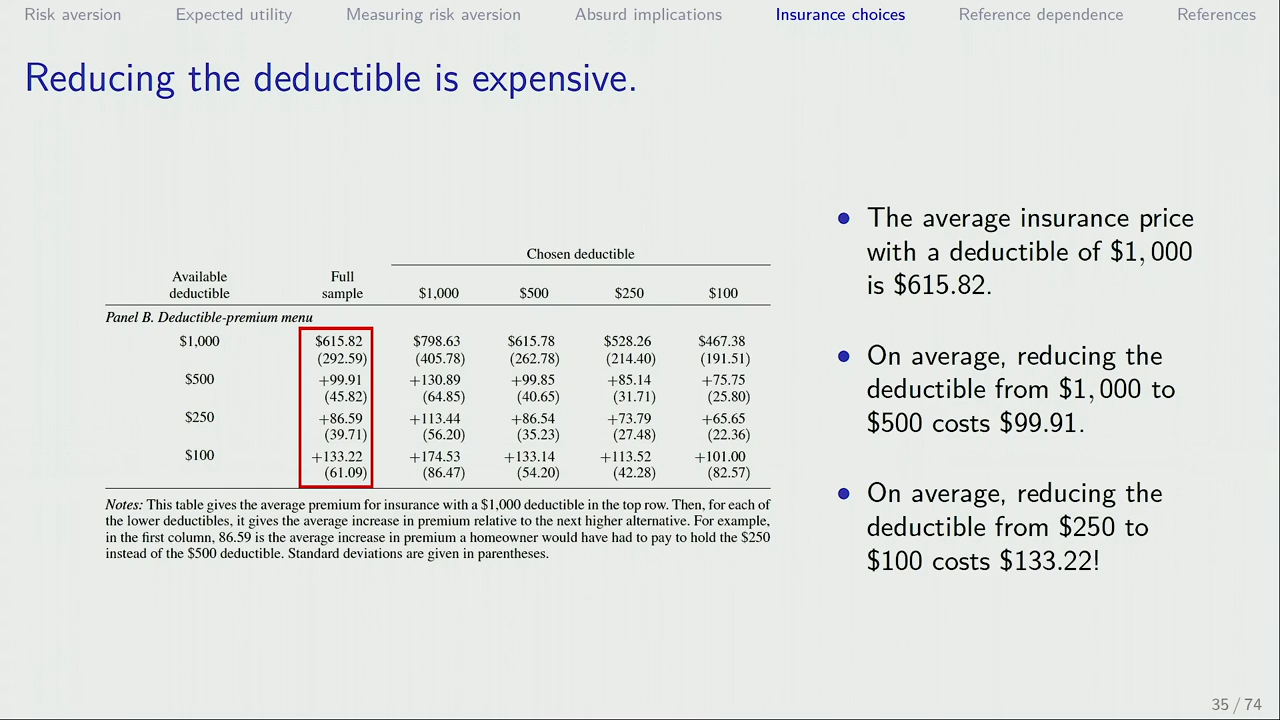 Risk aversion Expected utility Measuring risk aversion Absurd implications Insurance choices Reference dependence References
Reducing the deductible is expensive.
Chosen deductible
Available Full
deductible sample $1,000 $500 $250 $100
Panel B. Deductible-premium menu
$1,000 $615.82 $798.63 $615.78 $528.26 $467.38
(292.59) (405.78) (262.78) (214.40) (191.51)
$500 +99.91 +130.89 +99.85 +85.14 +75.75
(45.82) (64.85) (40.65) (31.71) (25.80)
$250 +86.59 +113.44 +86.54 +73.79 +65.65
(39.71) (56.20) (35.23) (27.48) (22.36)
$100 +133.22 +174.53 +133.14 +113.52 +101.00
(61.09) (86.47) (54.20) (42.28) (82.57)
Notes: This table gives the average premium for insurance with a $1,000 deductible in the top row. Then, for each of
the lower deductibles, it gives the average increase in premium relative to the next higher alternative. For example,
in the first column, 86.59 is the average increase in premium a homeowner would have had to pay to hold the $250
instead of the $500 deductible. Standard deviations are given in parentheses.
• The average insurance price
with a deductible of $1,000
is $615.82.
• On average, reducing the
deductible from $1,000 to
$500 costs $99.91.
• On average, reducing the
deductible from $250 to
$100 costs $133.22!
35 / 74